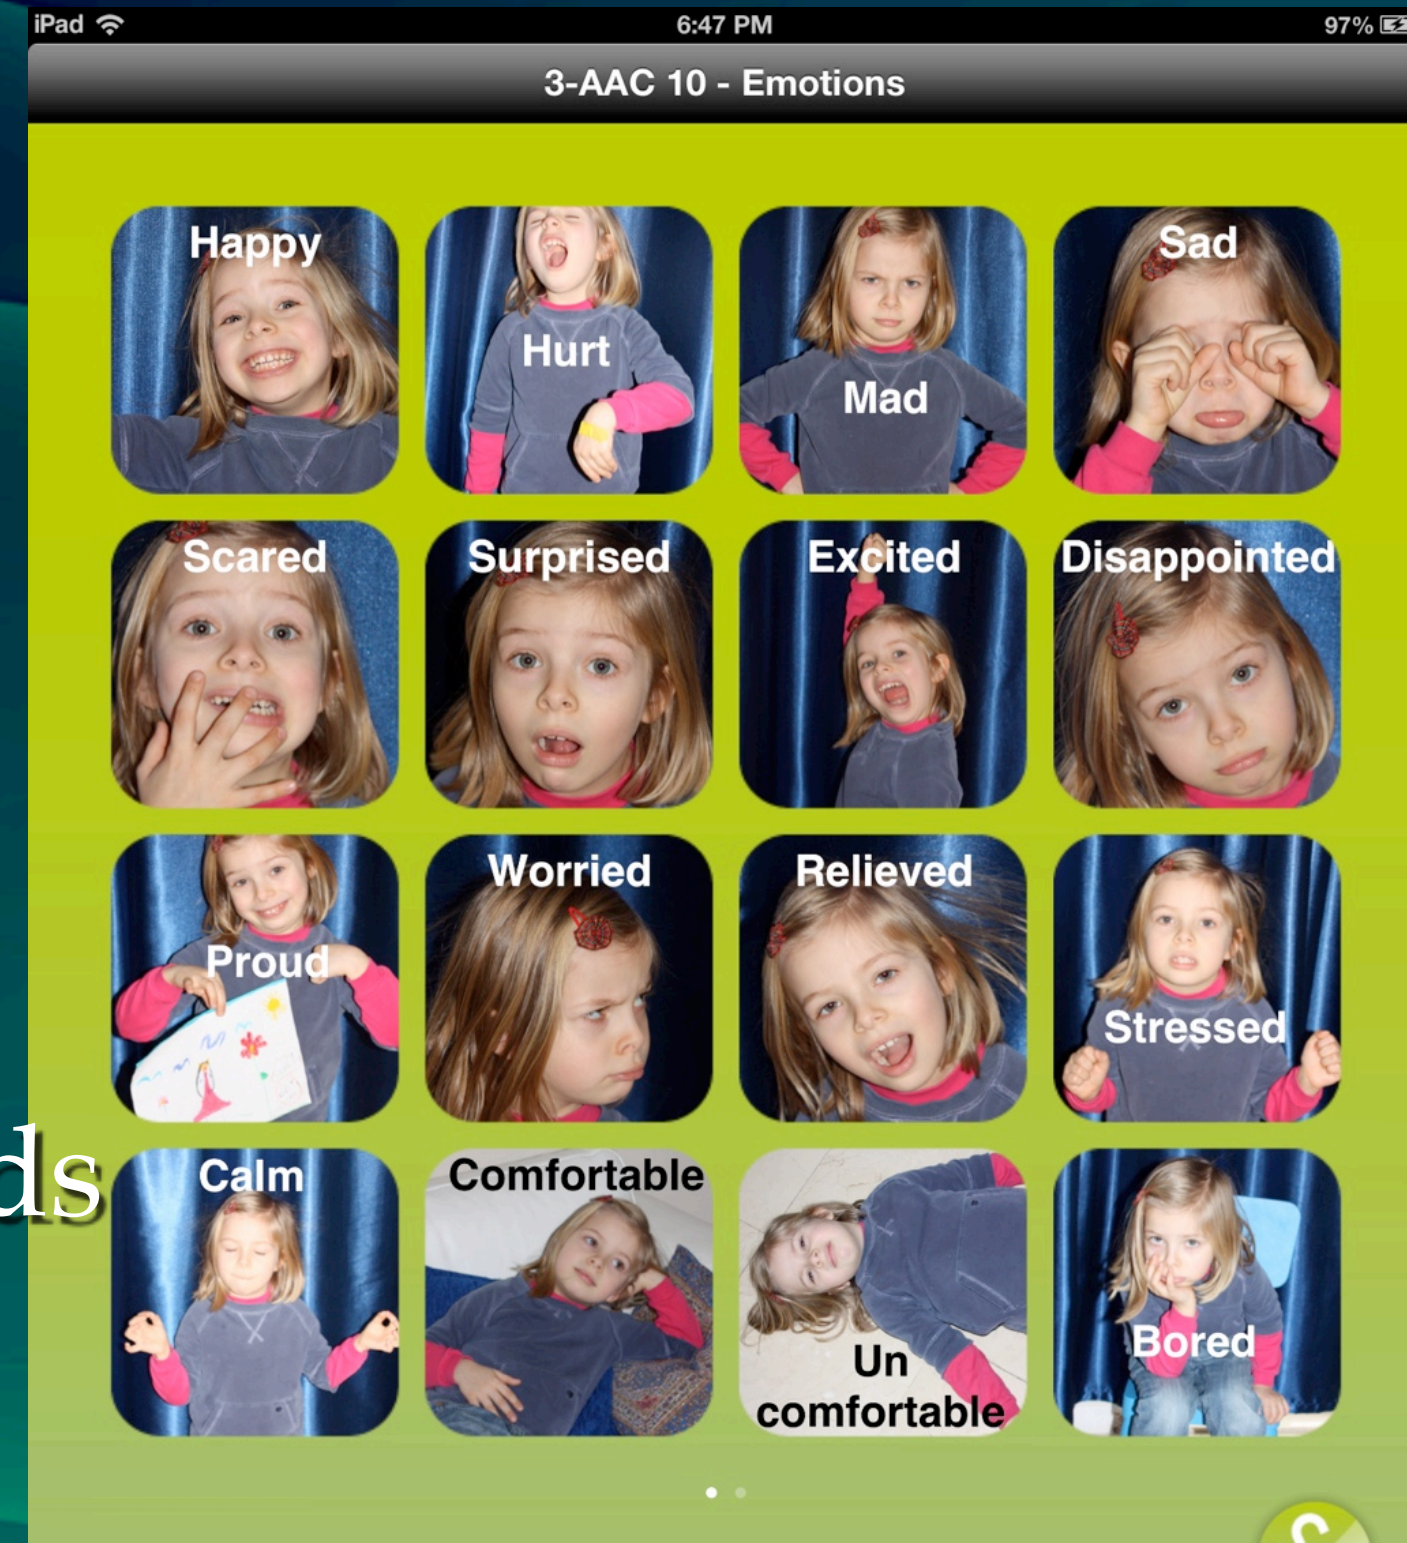 iPad 6:47 PM 97%
3-AAC 10 - Emotions
Happy Hurt Mad Sad
Scared Surprised Excited Disappointed
Proud Worried Relieved Stressed
ds
Calm Comfortable Un
comfortable Bored